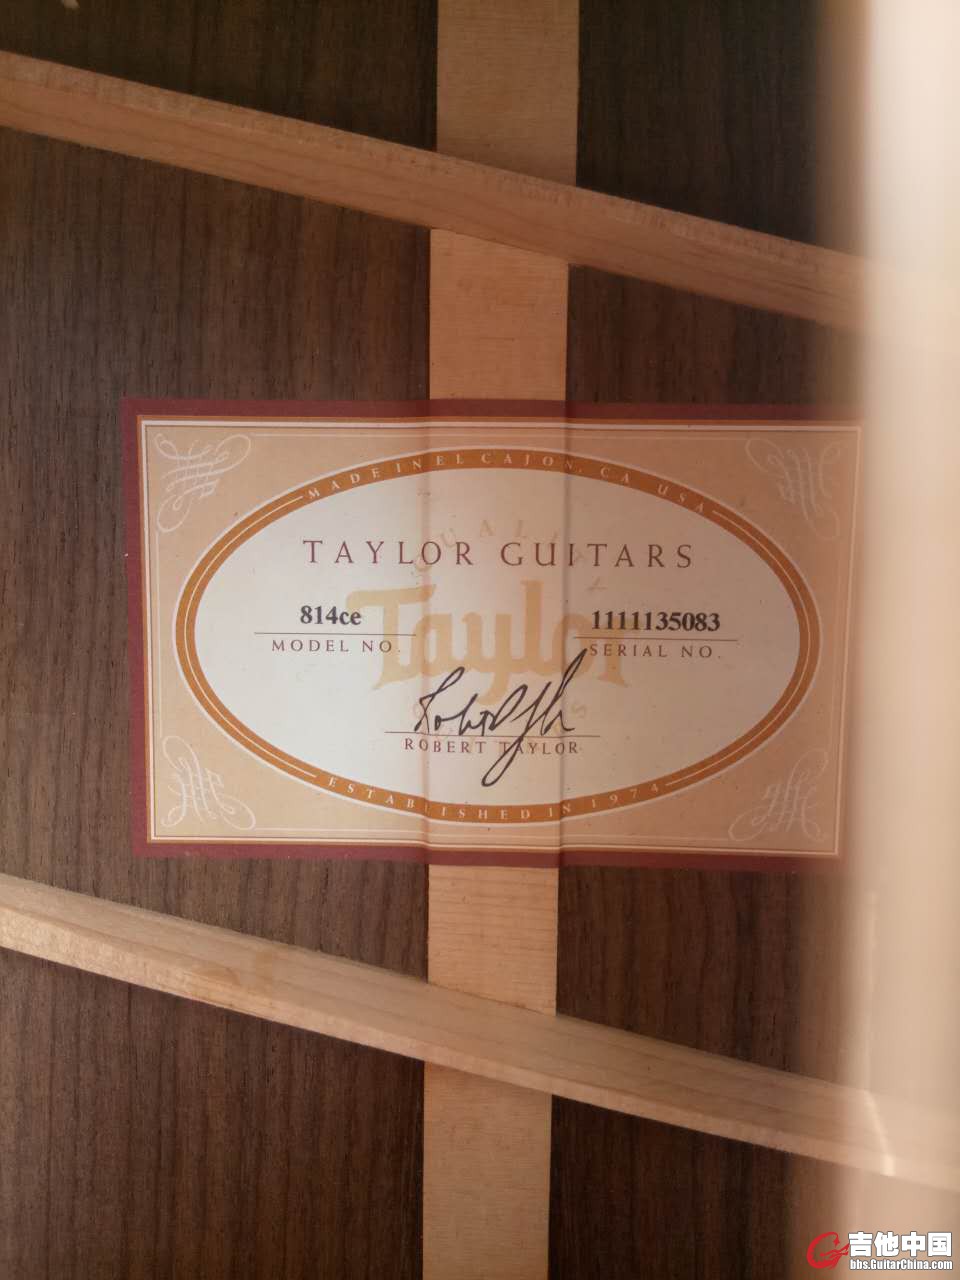 MADE IN EL CAJON, CA USA
TAYLOR GUITARS
QUALITY
Taylor
814ce
MODEL NO.
1111135083
SERIAL NO.
ROBERT TAYLOR
ESTABLISHED IN 1974
吉他中国
bbs.GuitarChina.com